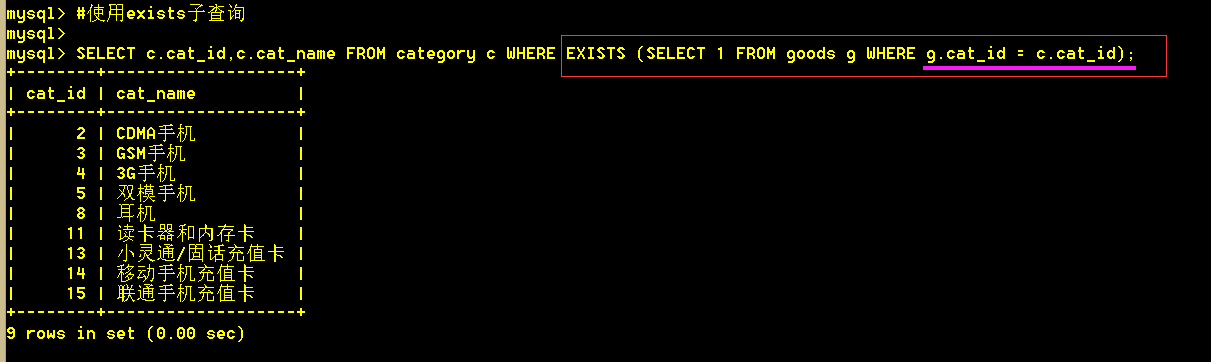 mysql> #使用exists子查询
mysql>
mysql> SELECT c.cat_id,c.cat_name FROM category c WHERE EXISTS (SELECT 1 FROM goods g WHERE g.cat_id = c.cat_id);
+--------+-------------------+
| cat_id | cat_name          |
+--------+-------------------+
|      2 | CDMA手机          |
|      3 | GSM手机           |
|      4 | 3G手机            |
|      5 | 双模手机          |
|      8 | 耳机              |
|     11 | 读卡器和内存卡    |
|     13 | 小灵通/固话充值卡 |
|     14 | 移动手机充值卡    |
|     15 | 联通手机充值卡    |
+--------+-------------------+
9 rows in set (0.00 sec)